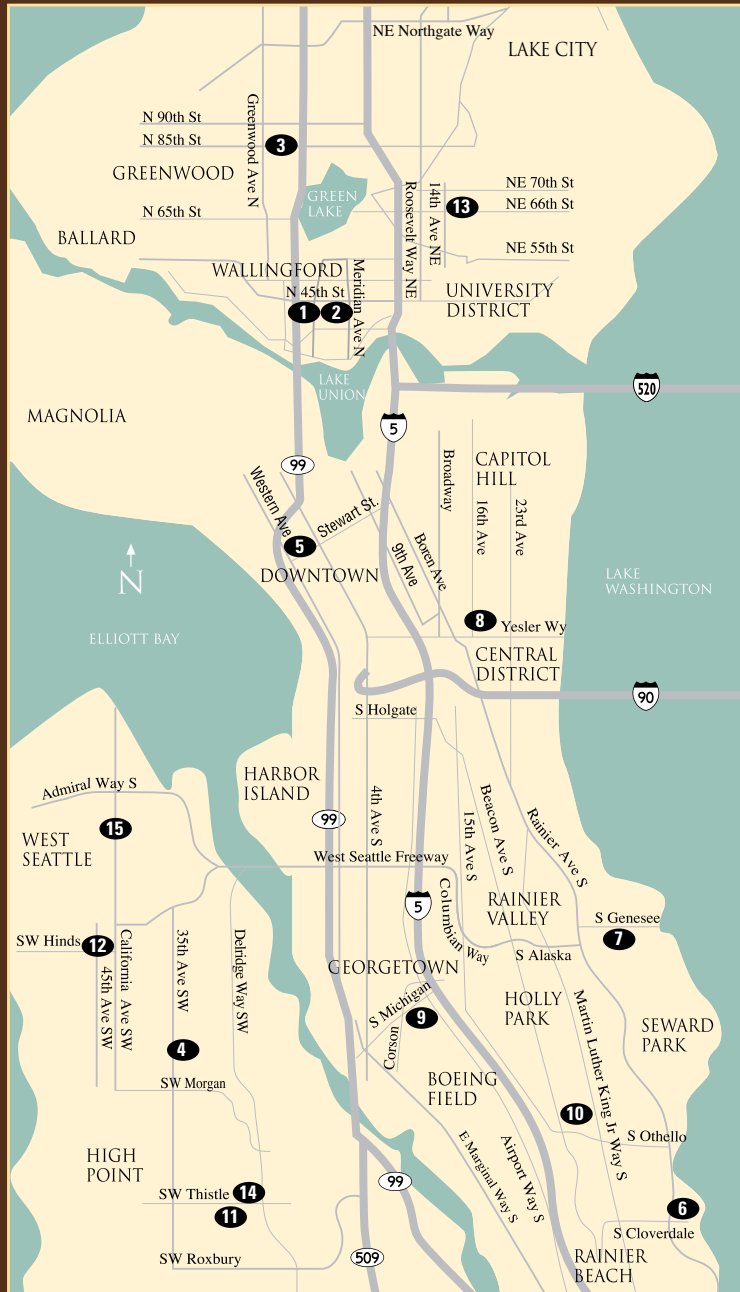 NE Northgate Way
LAKE CITY
N 90th St
N 85th St
Greenwood Ave N
3
GREENWOOD
GREEN
LAKE
Roosevelt Way NE
14th Ave NE
NE 70th St
13
NE 66th St
N 65th St
BALLARD
NE 55th St
WALLINGFORD
Meridian Ave N
N 45th St
1
2
UNIVERSITY
DISTRICT
LAKE
UNION
520
MAGNOLIA
5
99
Broadway
CAPITOL
HILL
Western Ave
Stewart St.
16th Ave
23rd Ave
5
9th Ave
Boren Ave
DOWNTOWN
N
LAKE
WASHINGTON
ELLIOTT BAY
8
Yesler Wy
CENTRAL
DISTRICT
90
S Holgate
HARBOR
ISLAND
Admiral Way S
15
99
4th Ave S
15th Ave S
Beacon Ave S
Rainier Ave S
WEST
SEATTLE
West Seattle Freeway
5
Columbian Way
RAINIER
VALLEY
S Genesee
7
SW Hinds
12
45th Ave SW
California Ave SW
35th Ave SW
Delridge Way SW
S Alaska
GEORGETOWN
S Michigan
9
Corson
HOLLY
PARK
Martin Luther King Jr Way S
SEWARD
PARK
4
SW Morgan
BOEING
FIELD
10
S Othello
HIGH
POINT
E Marginal Way S
Airport Way S
99
SW Thistle
14
11
6
S Cloverdale
SW Roxbury
509
RAINIER
BEACH